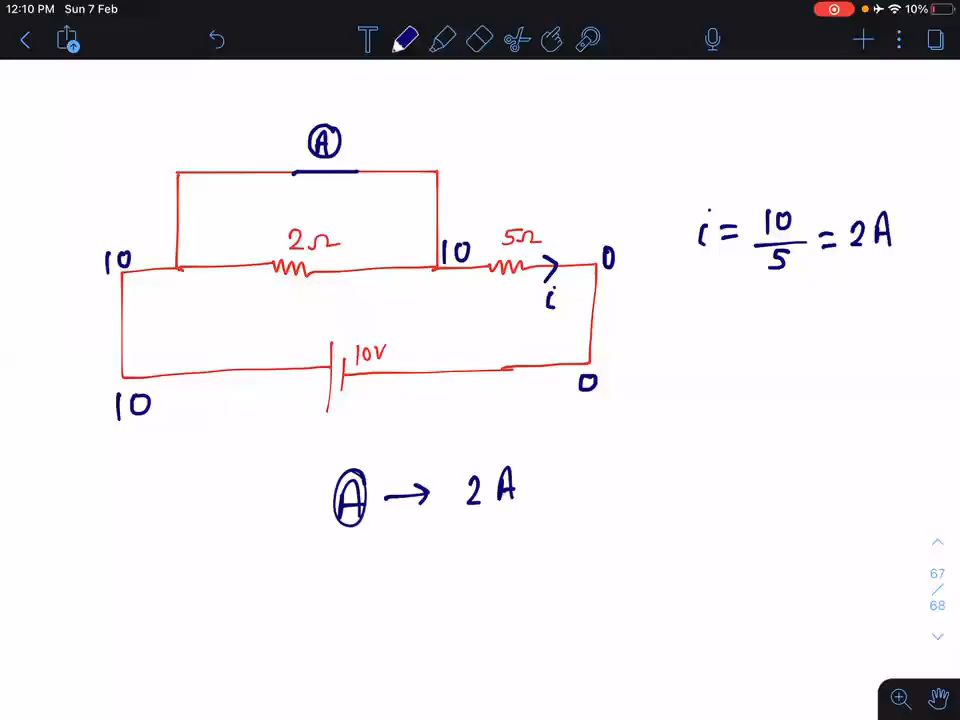 12:10 PM Sun 7 Feb
10%
T
A
2Ω
5Ω
10
10
0
i
i = 10/5 = 2A
10V
10
0
A → 2 A
67
/
68